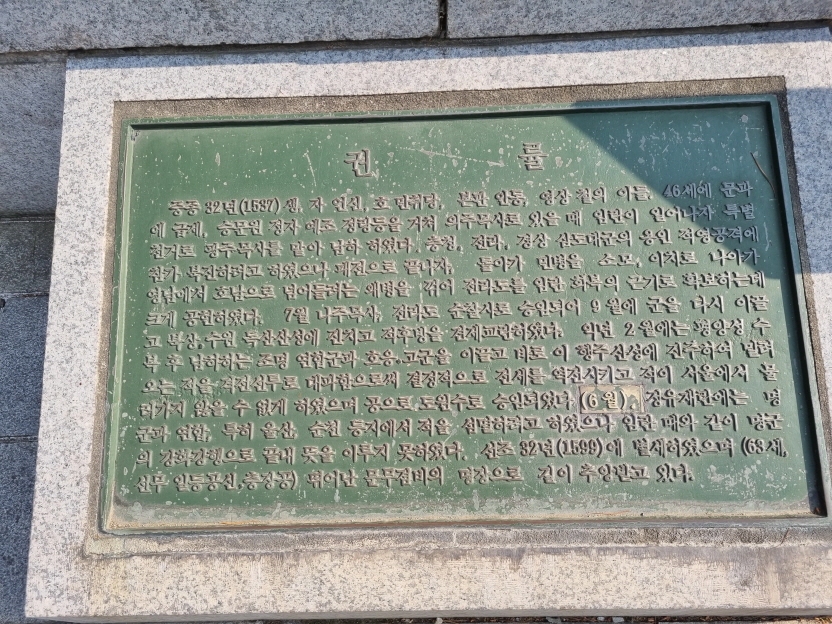 권 률
중종 32년(1537)생, 자 언신, 호 만취당, 본관 안동, 영상 철의 아들, 46세에 문과
에 급제, 승문원 정자 예조 정랑등을 거쳐 의주목사로 있을 때 임란이 일어나자 특별
천거로 광주목사를 맡아 남하 하였다. 충청, 전라, 경상 삼도대군의 용인 적영공격에
참가 북진하려고 하였으나 패전으로 끝나자, 돌아가 민병을 소모, 이치로 나아가
영남에서 호남으로 넘어들려는 왜병을 꺾어 전라도를 임란 하부의 근기로 확보하는데
크게 공헌하였다. 7월 나주목사, 전라도 순찰사로 승임되어 9월에 군을 다시 이끌
고 북상, 수원 독산산성에 진치고 적후방을 견제교란하였다. 익년 2월에는 평양성 수
복 후 남하하는 조명 연합군과 호응, 고군을 이끌고 바로 이 행주산성에 진주하여 밀려
오는 적을 격전선무로 대파함으로써 결정적으로 전세를 역전시키고 적이 서울에서 물
러가지 않을 수 없게 하였으며 공으로 도원수로 승임되었다 (6월). 정유재란에는 명
군과 연합, 특히 울산, 순천 등지에서 적을 섬멸하려고 하였으나 임란 때와 같이 명군
의 강화강행으로 끝내 뜻을 이루지 못하였다. 선조 32년(1599)에 별세하였으며 (63세,
선무 일등공신, 충장공) 뛰어난 문무겸비의 명장으로 길이 추앙받고 있다.